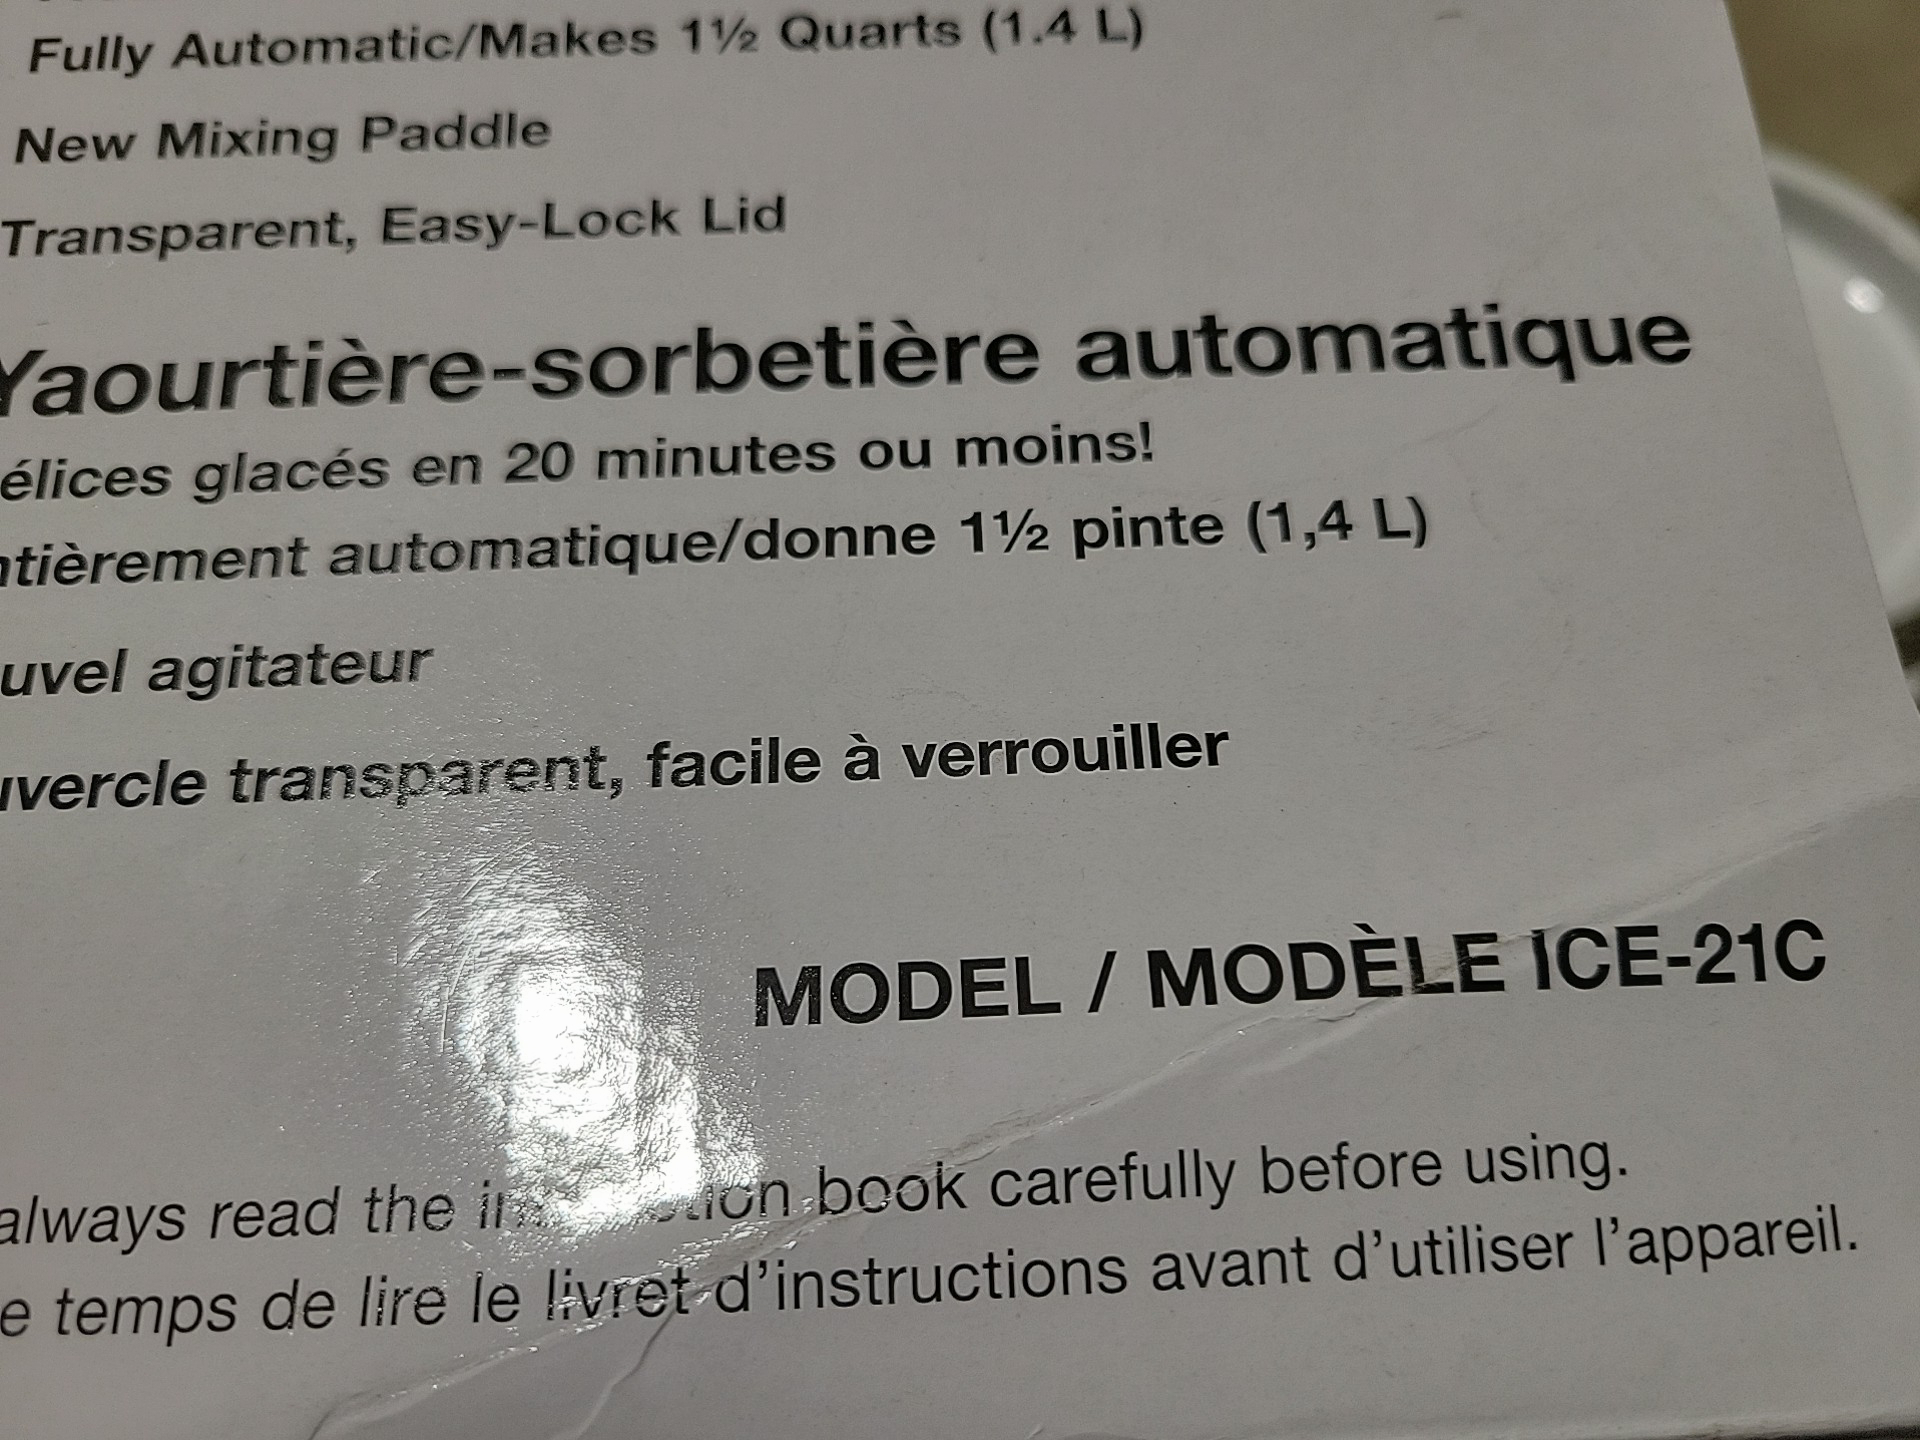 Fully Automatic/Makes 1½ Quarts (1.4 L)
New Mixing Paddle
Transparent, Easy-Lock Lid
Yaourtière-sorbetière automatique
élices glacés en 20 minutes ou moins!
ntièrement automatique/donne 1½ pinte (1,4 L)
uvel agitateur
uvercle transparent, facile à verrouiller
MODEL / MODÈLE ICE-21C
always read the book carefully before using.
e temps de lire le livret d'instructions avant d'utiliser l'appareil.